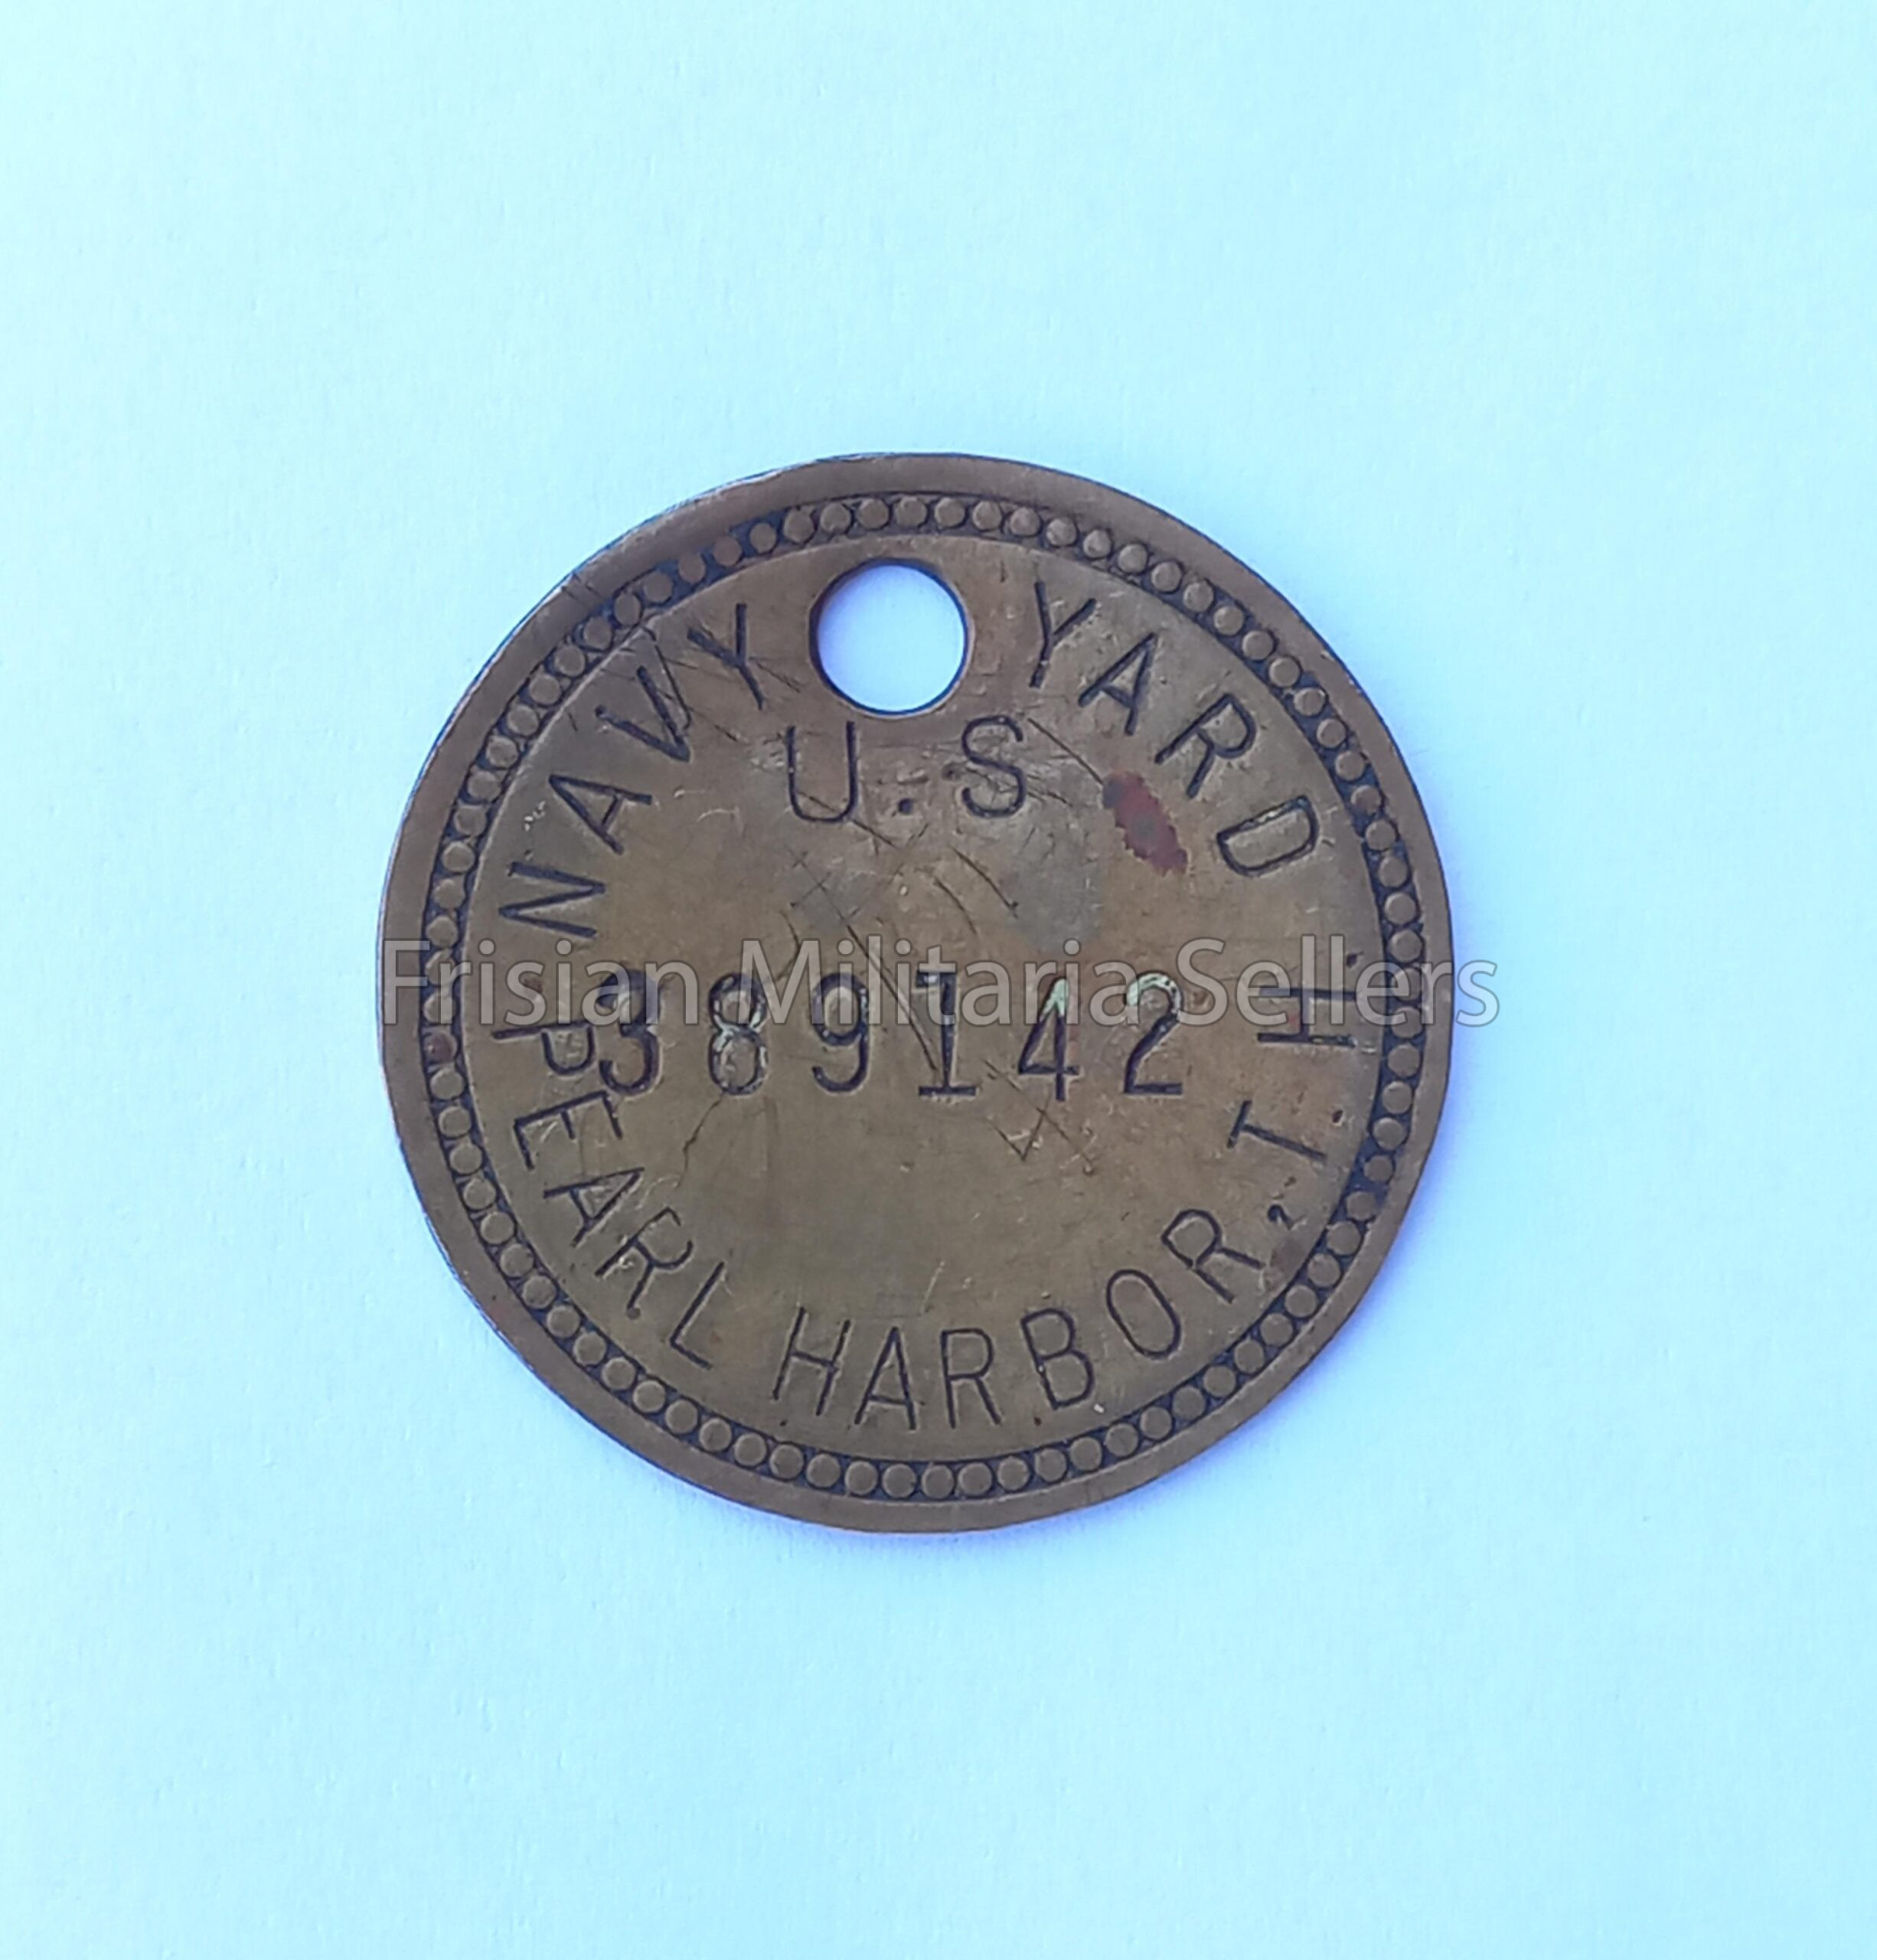 NAVY YARD
U.S
389142
PEARL HARBOR, T.H.
Frisian Militaria Sellers